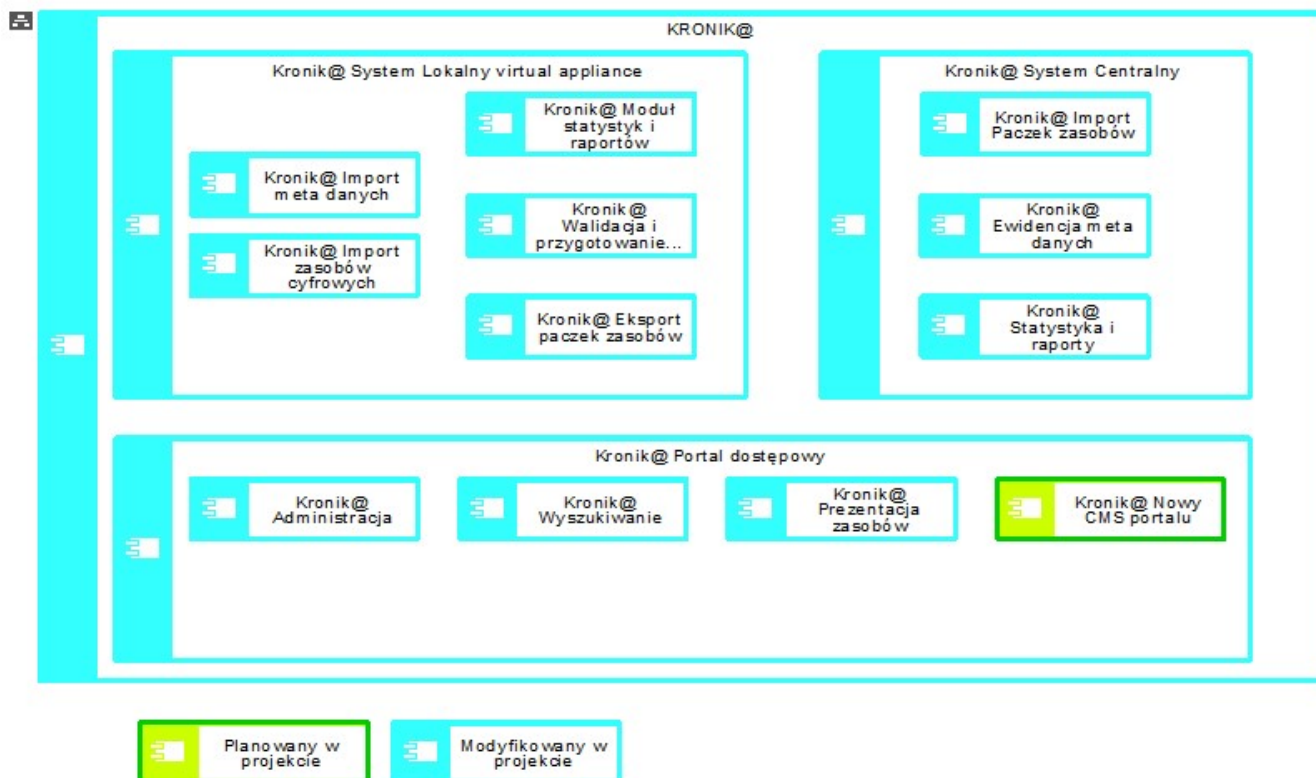 KRONIK@
Kronik@ System Lokalny virtual appliance
Kronik@ Import
meta danych
Kronik@ Import
zasobów
cyfrowych
Kronik@ Moduł
statystyk i
raportów
Kronik@
Walidacja i
przygotowanie...
Kronik@ Eksport
paczek zasobów
Kronik@ System Centralny
Kronik@ Import
Paczek zasobów
Kronik@
Ewidencja meta
danych
Kronik@
Statystyka i
raporty
Kronik@ Portal dostępowy
Kronik@
Administracja
Kronik@
Wyszukiwanie
Kronik@
Prezentacja
zasobów
Kronik@ Nowy
CMS portalu
Planowany w
projekcie
Modyfikowany w
projekcie